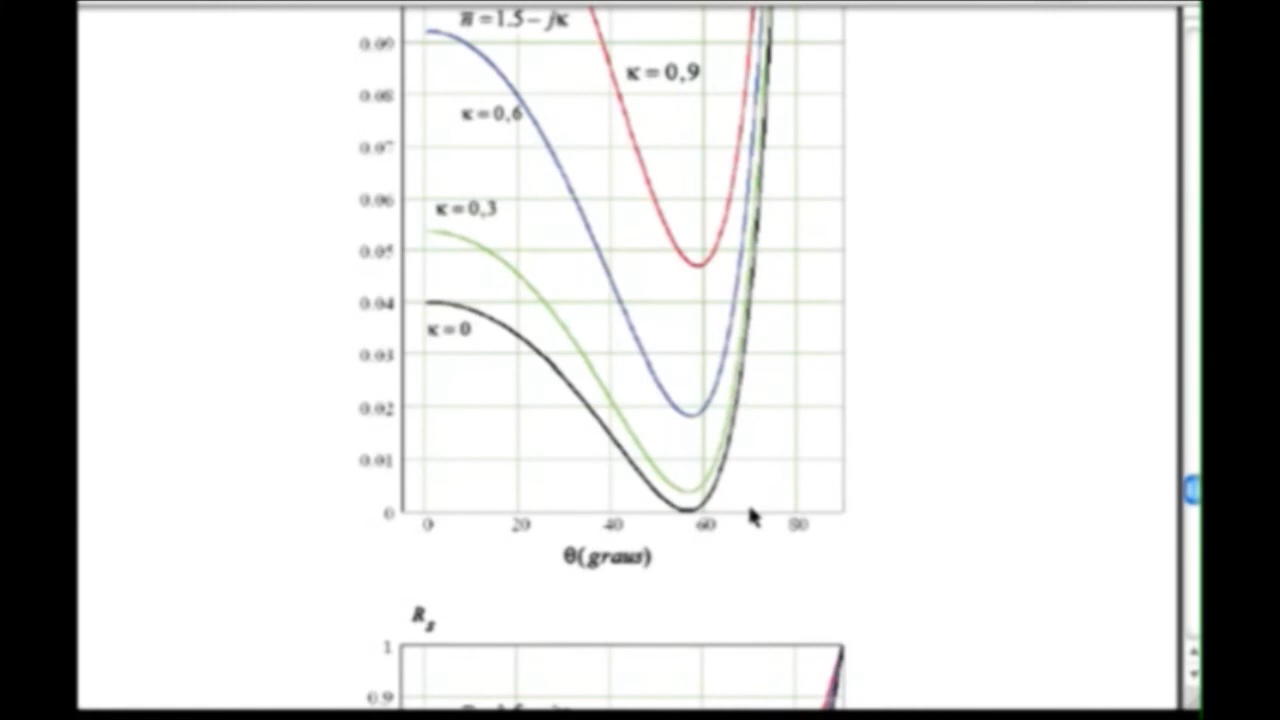 n̄ = 1.5 – jκ
0.09
κ = 0,9
0.08
κ = 0,6
0.07
0.06
κ = 0,3
0.05
0.04
κ = 0
0.03
0.02
0.01
0
0 20 40 60 80
θ(graus)
R_s
1
0.9